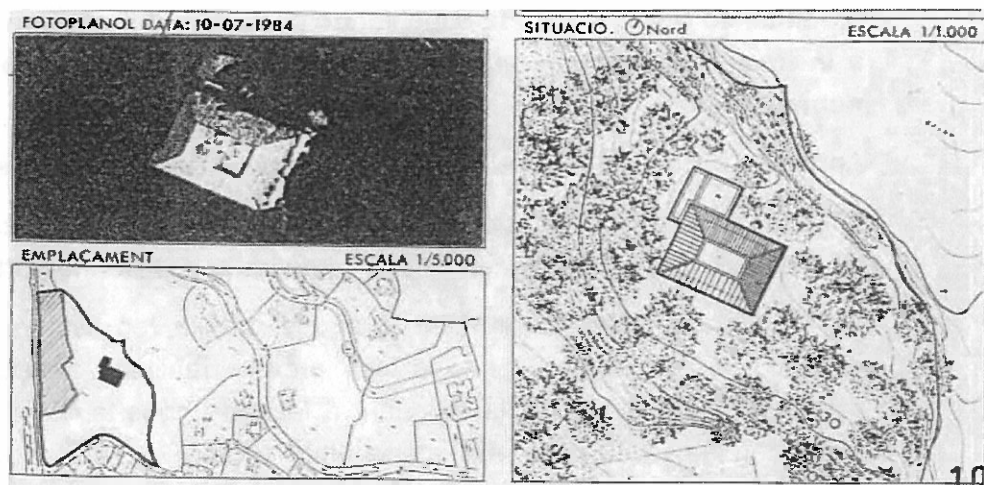 FOTOPLANOL DATA: 10-07-1984
EMPLAÇAMENT ESCALA 1/5.000
SITUACIO. Nord ESCALA 1/1.000
10